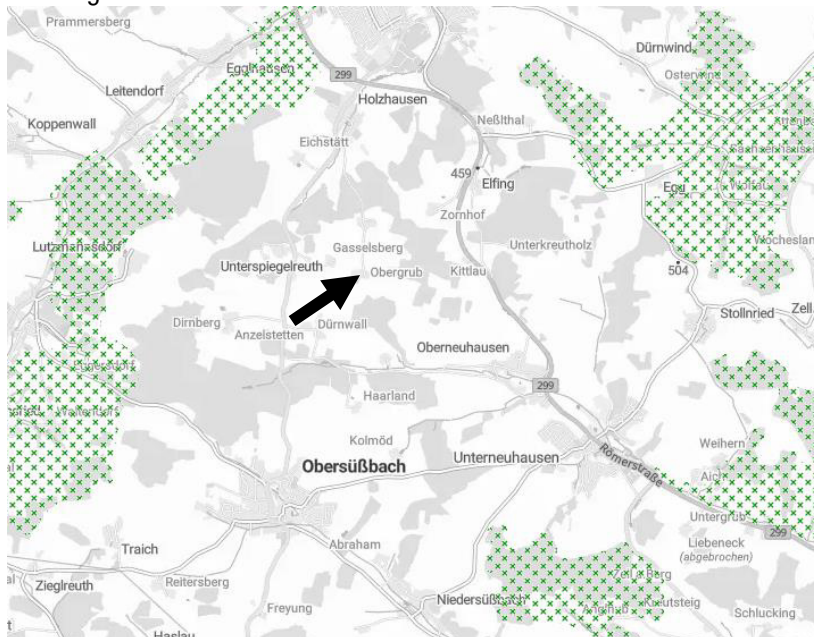 Prammersberg
Dürnwind
Egghausen
299
Leitendorf
Holzhausen
Koppenwall
Neßlthal
Eichstätt
459
Elfing
Egg
Zornhof
Gasselsberg
Unterkreutholz
Lutzmannsdorf
Unterspiegelreuth
Obergrub
Kittlau
504
Stollnried
Zell
Dirnberg
Dürnwall
Anzelstetten
Oberneuhausen
299
Haarland
Kolmöd
Weihern
Obersüßbach
Unterneuhausen
Römerstraße
Untergrub
299
Liebeneck
(abgebrochen)
Traich
Abraham
Zieglreuth
Reitersberg
Freyung
Niedersüßbach
Kreutsteig
Schlucking
Haslau